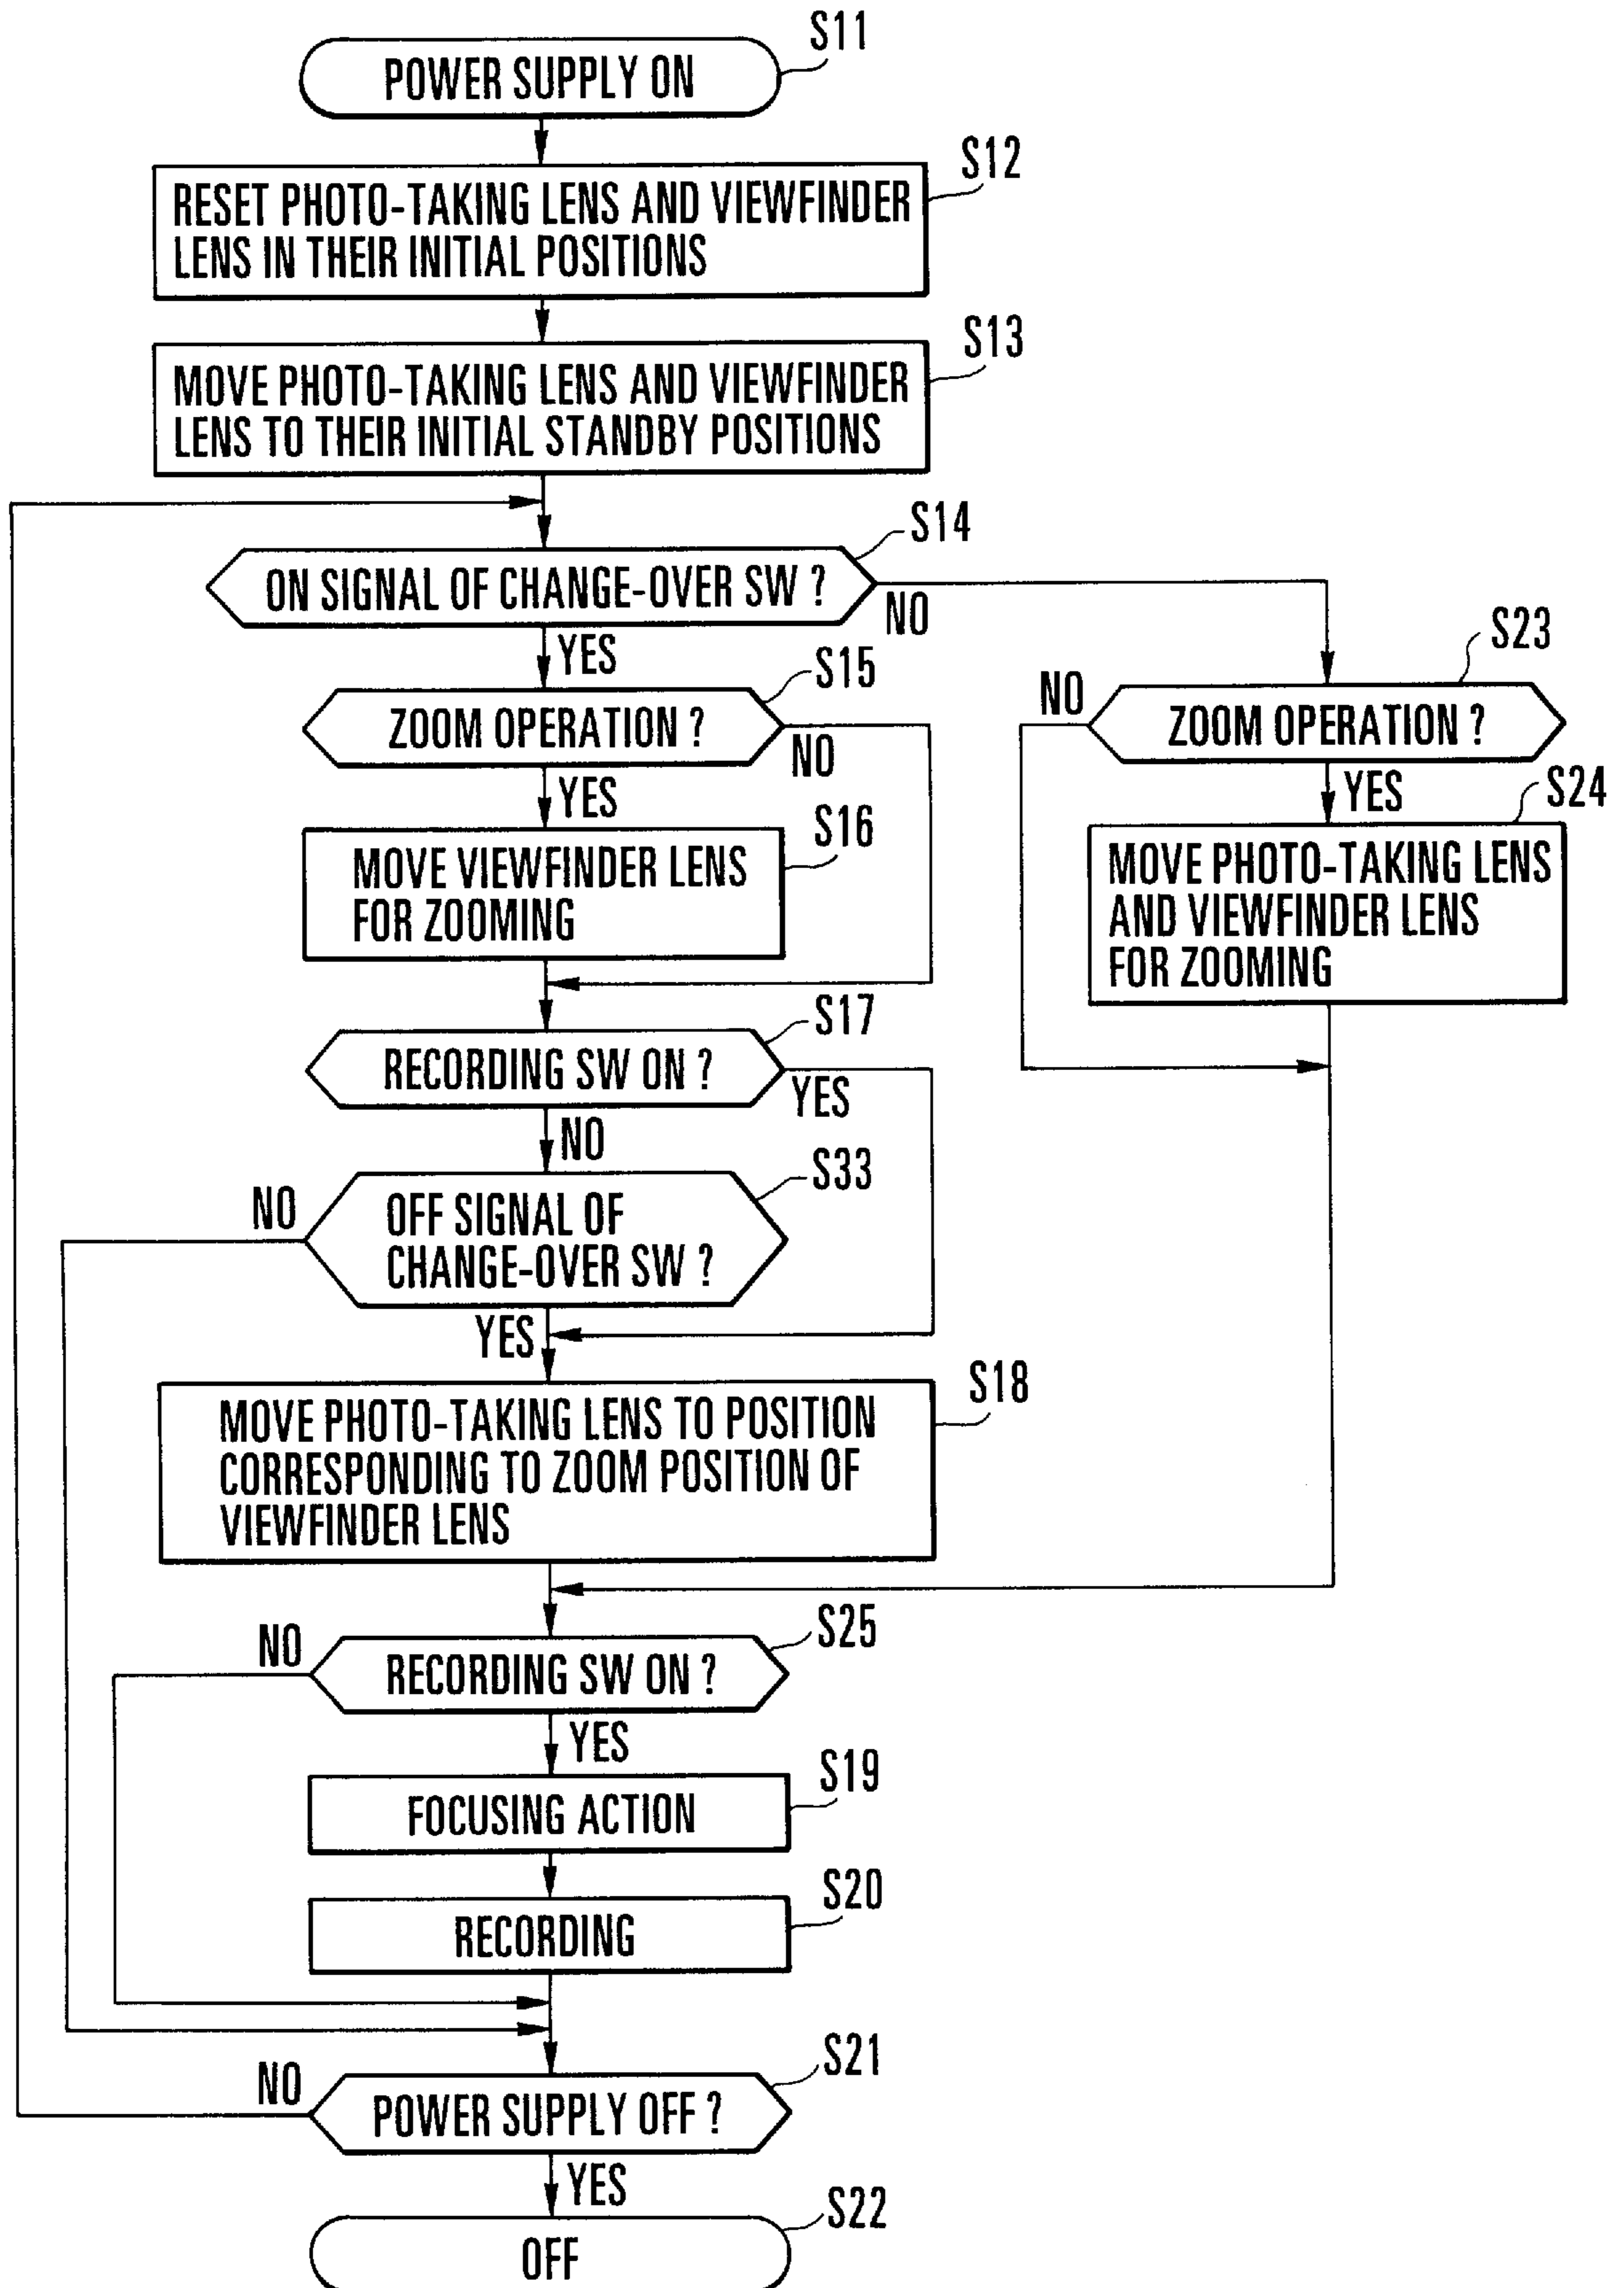 S11
POWER SUPPLY ON
S12
RESET PHOTO-TAKING LENS AND VIEWFINDER
LENS IN THEIR INITIAL POSITIONS
S13
MOVE PHOTO-TAKING LENS AND VIEWFINDER
LENS TO THEIR INITIAL STANDBY POSITIONS
S14
ON SIGNAL OF CHANGE-OVER SW ?
NO
YES
S15
ZOOM OPERATION ?
NO
YES
S16
MOVE VIEWFINDER LENS
FOR ZOOMING
S23
NO
ZOOM OPERATION ?
YES
S24
MOVE PHOTO-TAKING LENS
AND VIEWFINDER LENS
FOR ZOOMING
S17
RECORDING SW ON ?
YES
NO
S33
NO
OFF SIGNAL OF
CHANGE-OVER SW ?
YES
S18
MOVE PHOTO-TAKING LENS TO POSITION
CORRESPONDING TO ZOOM POSITION OF
VIEWFINDER LENS
S25
NO
RECORDING SW ON ?
YES
S19
FOCUSING ACTION
S20
RECORDING
S21
NO
POWER SUPPLY OFF ?
YES
S22
OFF